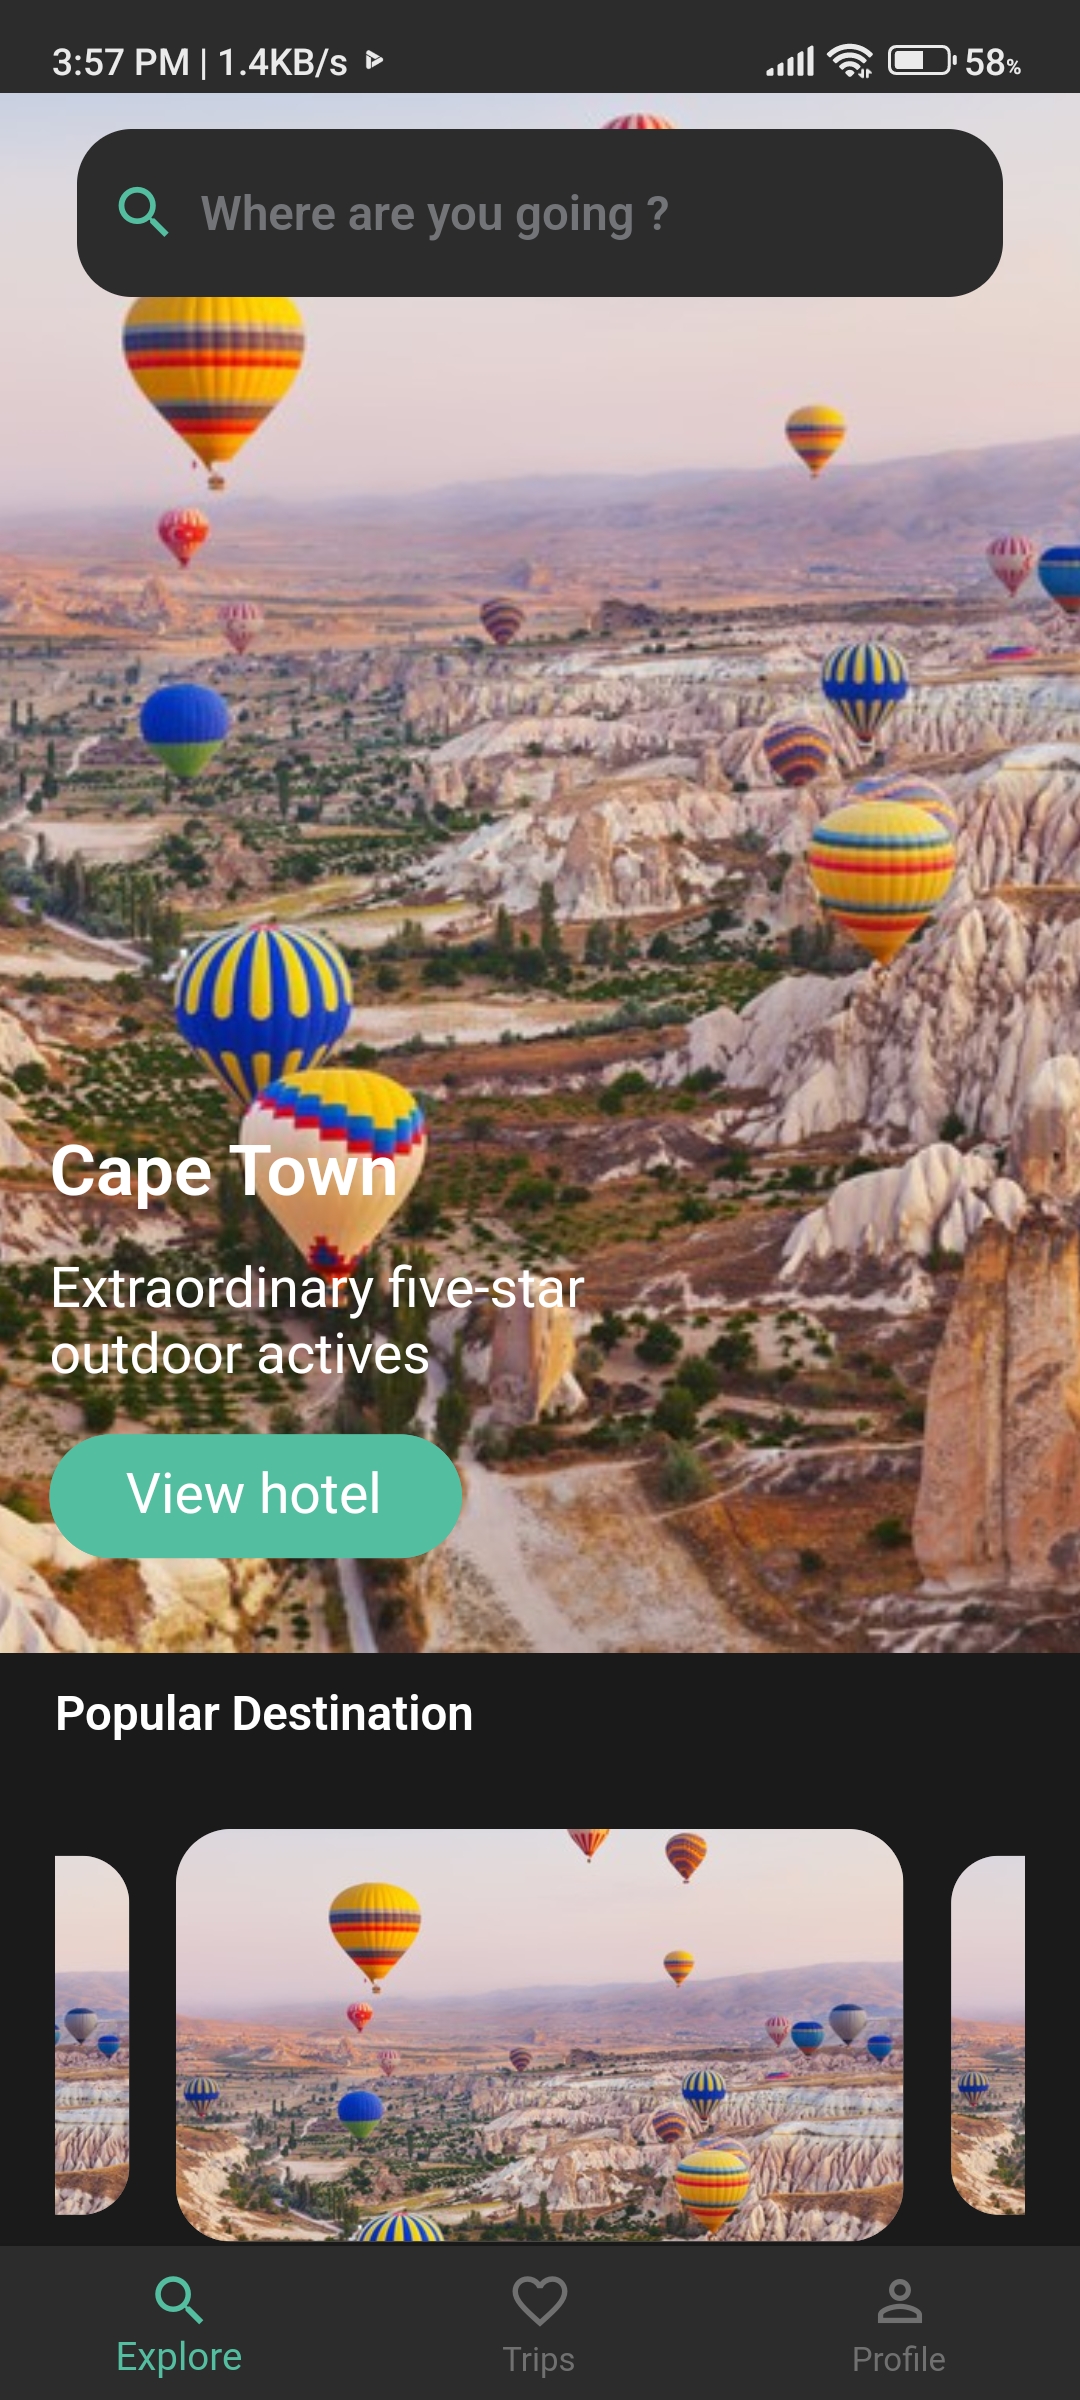 3:57 PM | 1.4KB/s
58%
Where are you going ?
Cape Town
Extraordinary five-star
outdoor actives
View hotel
Popular Destination
Explore
Trips
Profile